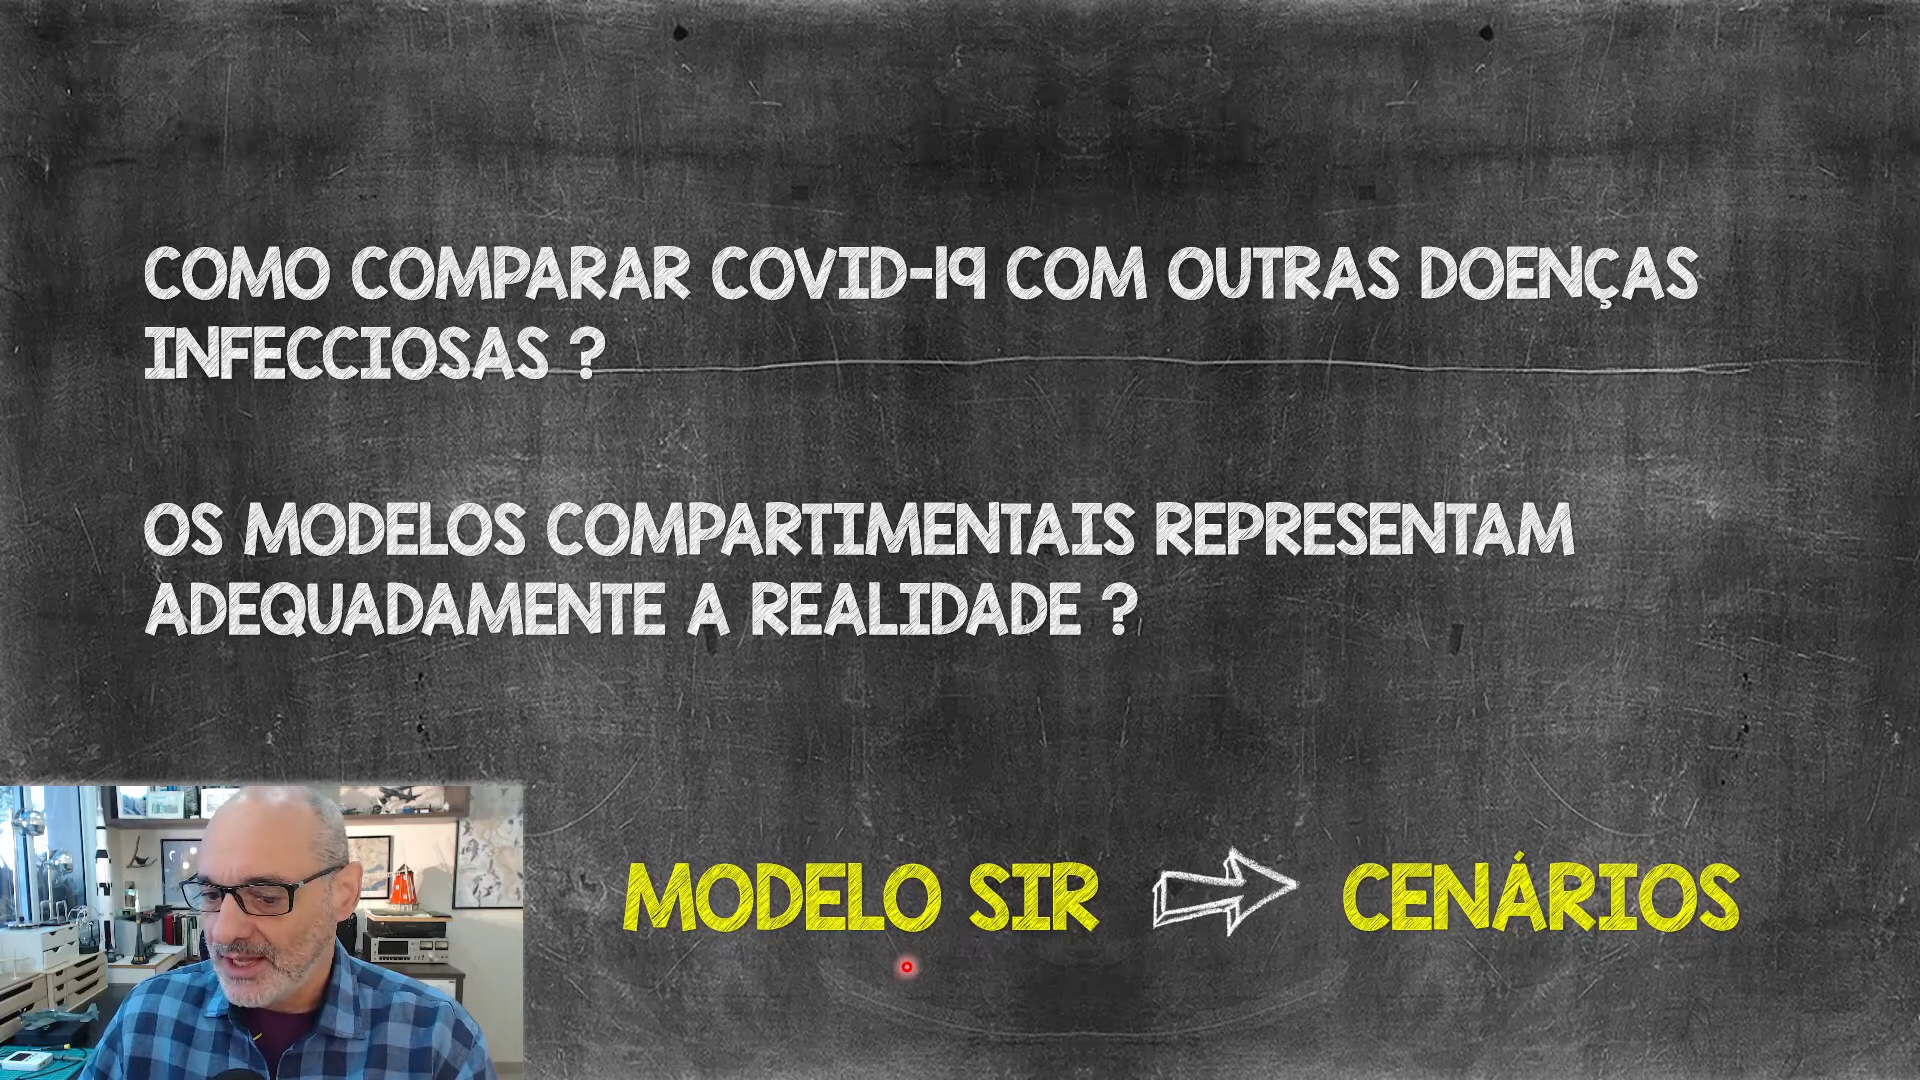 COMO COMPARAR COVID-19 COM OUTRAS DOENÇAS
INFECCIOSAS ?
OS MODELOS COMPARTIMENTAIS REPRESENTAM
ADEQUADAMENTE A REALIDADE ?
MODELO SIR
CENÁRIOS